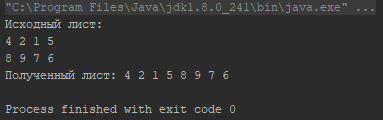 "C:\Program Files\Java\jdk1.8.0_241\bin\java.exe" ...
Исходный лист:
4 2 1 5
8 9 7 6
Полученный лист: 4 2 1 5 8 9 7 6
Process finished with exit code 0